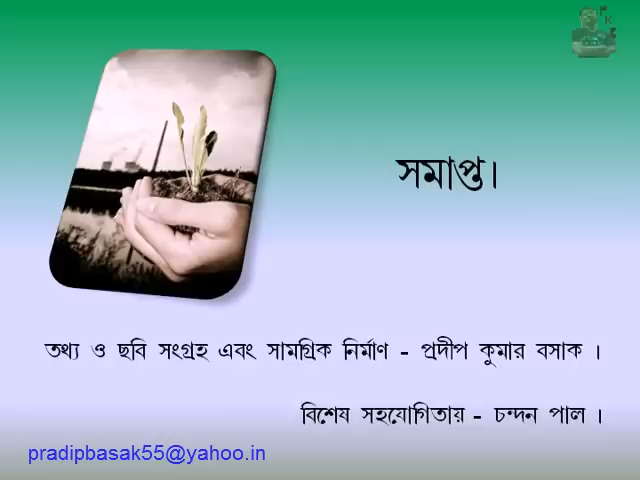 সমাপ্ত।
তথ্য ও ছবি সংগ্রহ এবং সামগ্রিক নির্মাণ - প্রদীপ কুমার বসাক ।
বিশেষ সহযোগিতায় - চন্দন পাল ।
pradipbasak55@yahoo.in